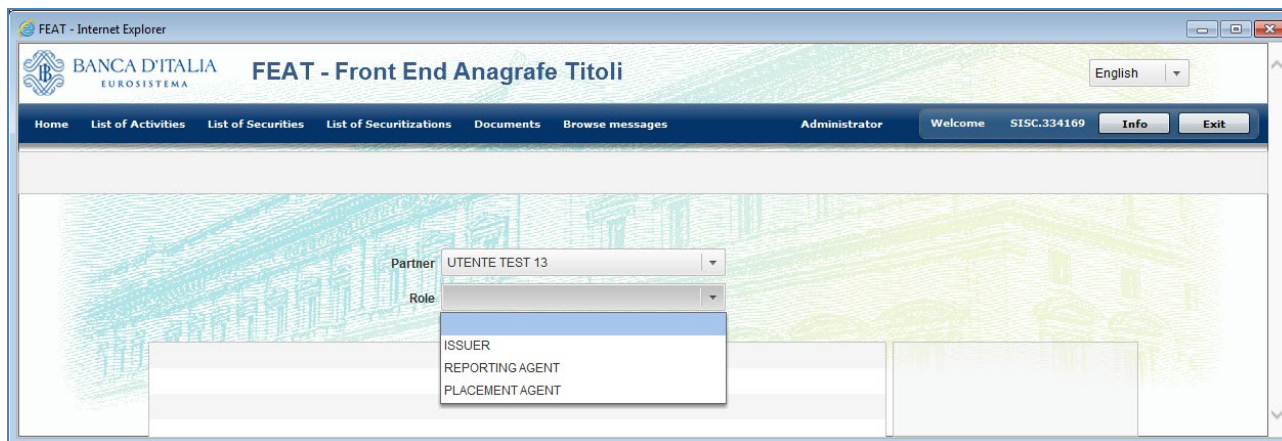 FEAT - Internet Explorer
BANCA D'ITALIA
EUROSISTEMA
FEAT - Front End Anagrafe Titoli
English
Home List of Activities List of Securities List of Securitizations Documents Browse messages Administrator Welcome SISC.334169 Info Exit
Partner UTENTE TEST 13
Role
ISSUER
REPORTING AGENT
PLACEMENT AGENT